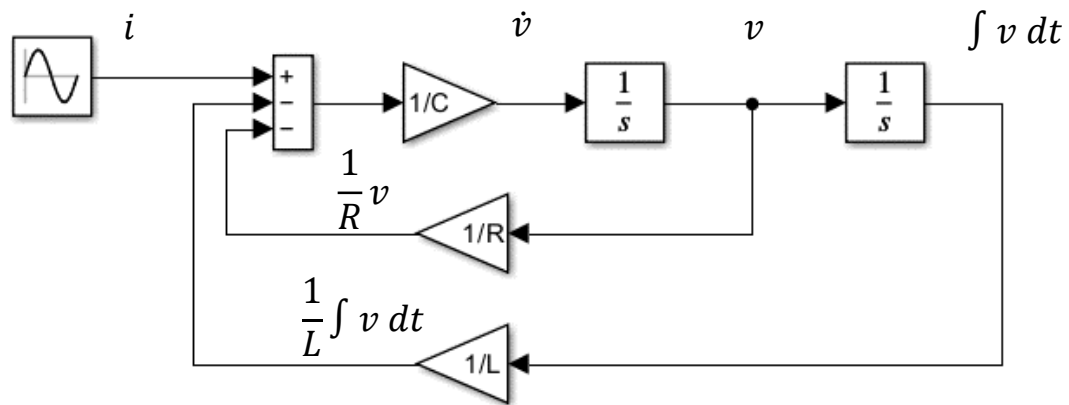 i
v̇
v
∫ v dt
+
−
−
1/C
1/s
1/s
1/R v
1/R
1/L ∫ v dt
1/L